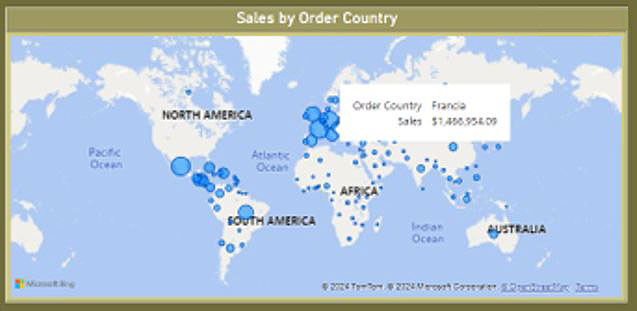 Sales by Order Country
NORTH AMERICA
Order Country Francia
Sales $1,466,954.09
Pacific
Ocean
Atlantic
Ocean
AFRICA
SOUTH AMERICA
Indian
Ocean
AUSTRALIA
Microsoft Bing
© 2024 TomTom, © 2024 Microsoft Corporation, © OpenStreetMap Terms